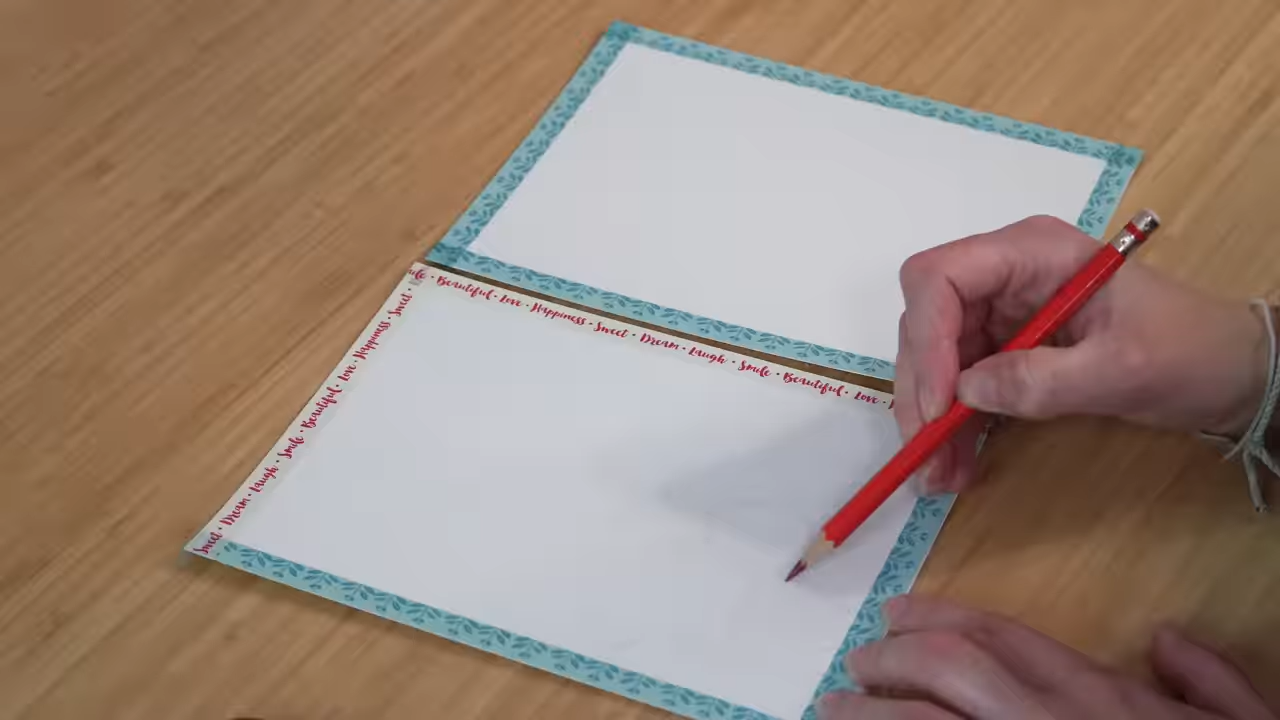 Beautiful • Love • Happiness • Sweet • Dream • Laugh • Smile • Beautiful • Love •
Sweet • Dream • Laugh • Smile • Beautiful • Love • Happiness • Sweet •